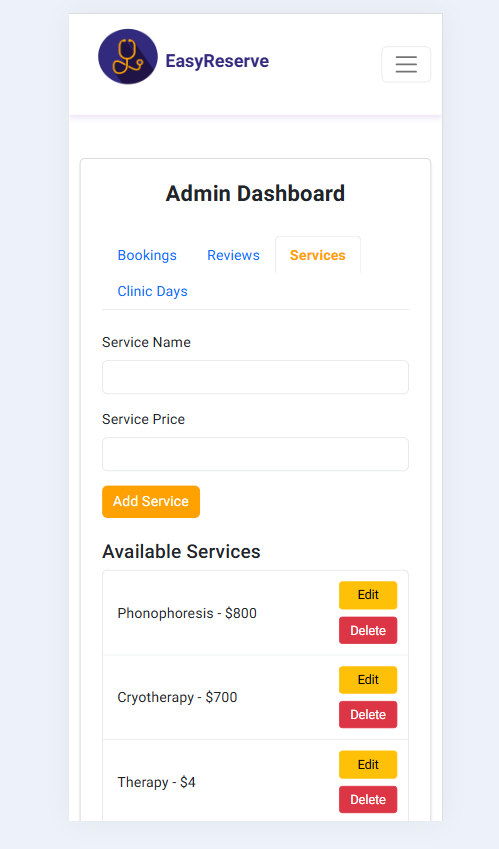 EasyReserve
Admin Dashboard
Bookings Reviews Services
Clinic Days
Service Name
Service Price
Add Service
Available Services
Phonophoresis - $800
Edit
Delete
Cryotherapy - $700
Edit
Delete
Therapy - $4
Edit
Delete